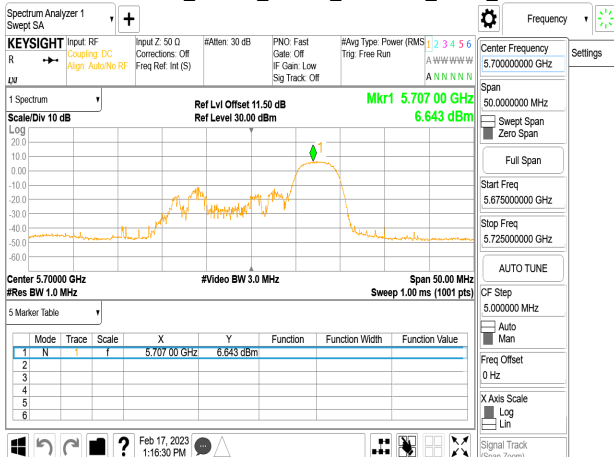 Spectrum Analyzer 1
Swept SA
Frequency
Settings
KEYSIGHT
R
Input: RF
Coupling: DC
Align: Auto/No RF
Input Z: 50 Ω
Corrections: Off
Freq Ref: Int (S)
#Atten: 30 dB
PNO: Fast
Gate: Off
IF Gain: Low
Sig Track: Off
#Avg Type: Power (RMS
Trig: Free Run
1 2 3 4 5 6
A W W W W W
A N N N N N
Center Frequency
5.700000000 GHz
Span
50.0000000 MHz
Swept Span
Zero Span
Full Span
Start Freq
5.675000000 GHz
Stop Freq
5.725000000 GHz
AUTO TUNE
CF Step
5.000000 MHz
Auto
Man
Freq Offset
0 Hz
X Axis Scale
Log
Lin
Signal Track
(Span Zoom)
1 Spectrum
Scale/Div 10 dB
Ref Lvl Offset 11.50 dB
Ref Level 30.00 dBm
Mkr1 5.707 00 GHz
6.643 dBm
Log
20.0
10.0
0.00
-10.0
-20.0
-30.0
-40.0
-50.0
-60.0
1
Center 5.70000 GHz
#Res BW 1.0 MHz
#Video BW 3.0 MHz
Span 50.00 MHz
Sweep 1.00 ms (1001 pts)
5 Marker Table
Mode Trace Scale X Y Function Function Width Function Value
1 N 1 f 5.707 00 GHz 6.643 dBm
2
3
4
5
6
?
Feb 17, 2023
1:16:30 PM